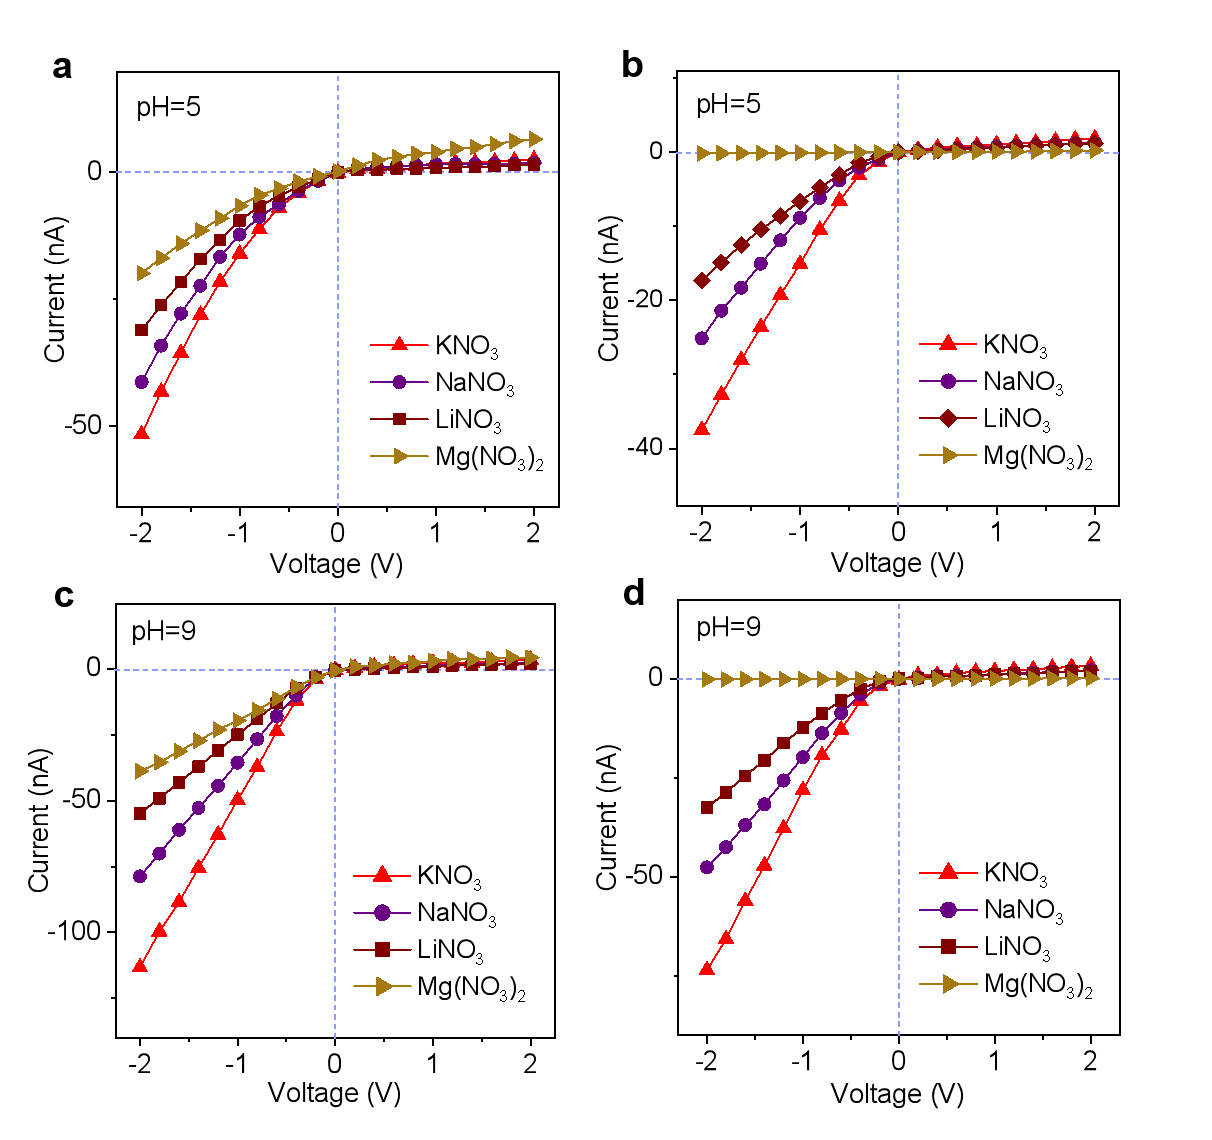 a
pH=5
0
-50
Current (nA)
KNO3
NaNO3
LiNO3
Mg(NO3)2
-2 -1 0 1 2
Voltage (V)
b
pH=5
0
-20
-40
Current (nA)
KNO3
NaNO3
LiNO3
Mg(NO3)2
-2 -1 0 1 2
Voltage (V)
c
pH=9
0
-50
-100
Current (nA)
KNO3
NaNO3
LiNO3
Mg(NO3)2
-2 -1 0 1 2
Voltage (V)
d
pH=9
0
-50
Current (nA)
KNO3
NaNO3
LiNO3
Mg(NO3)2
-2 -1 0 1 2
Voltage (V)